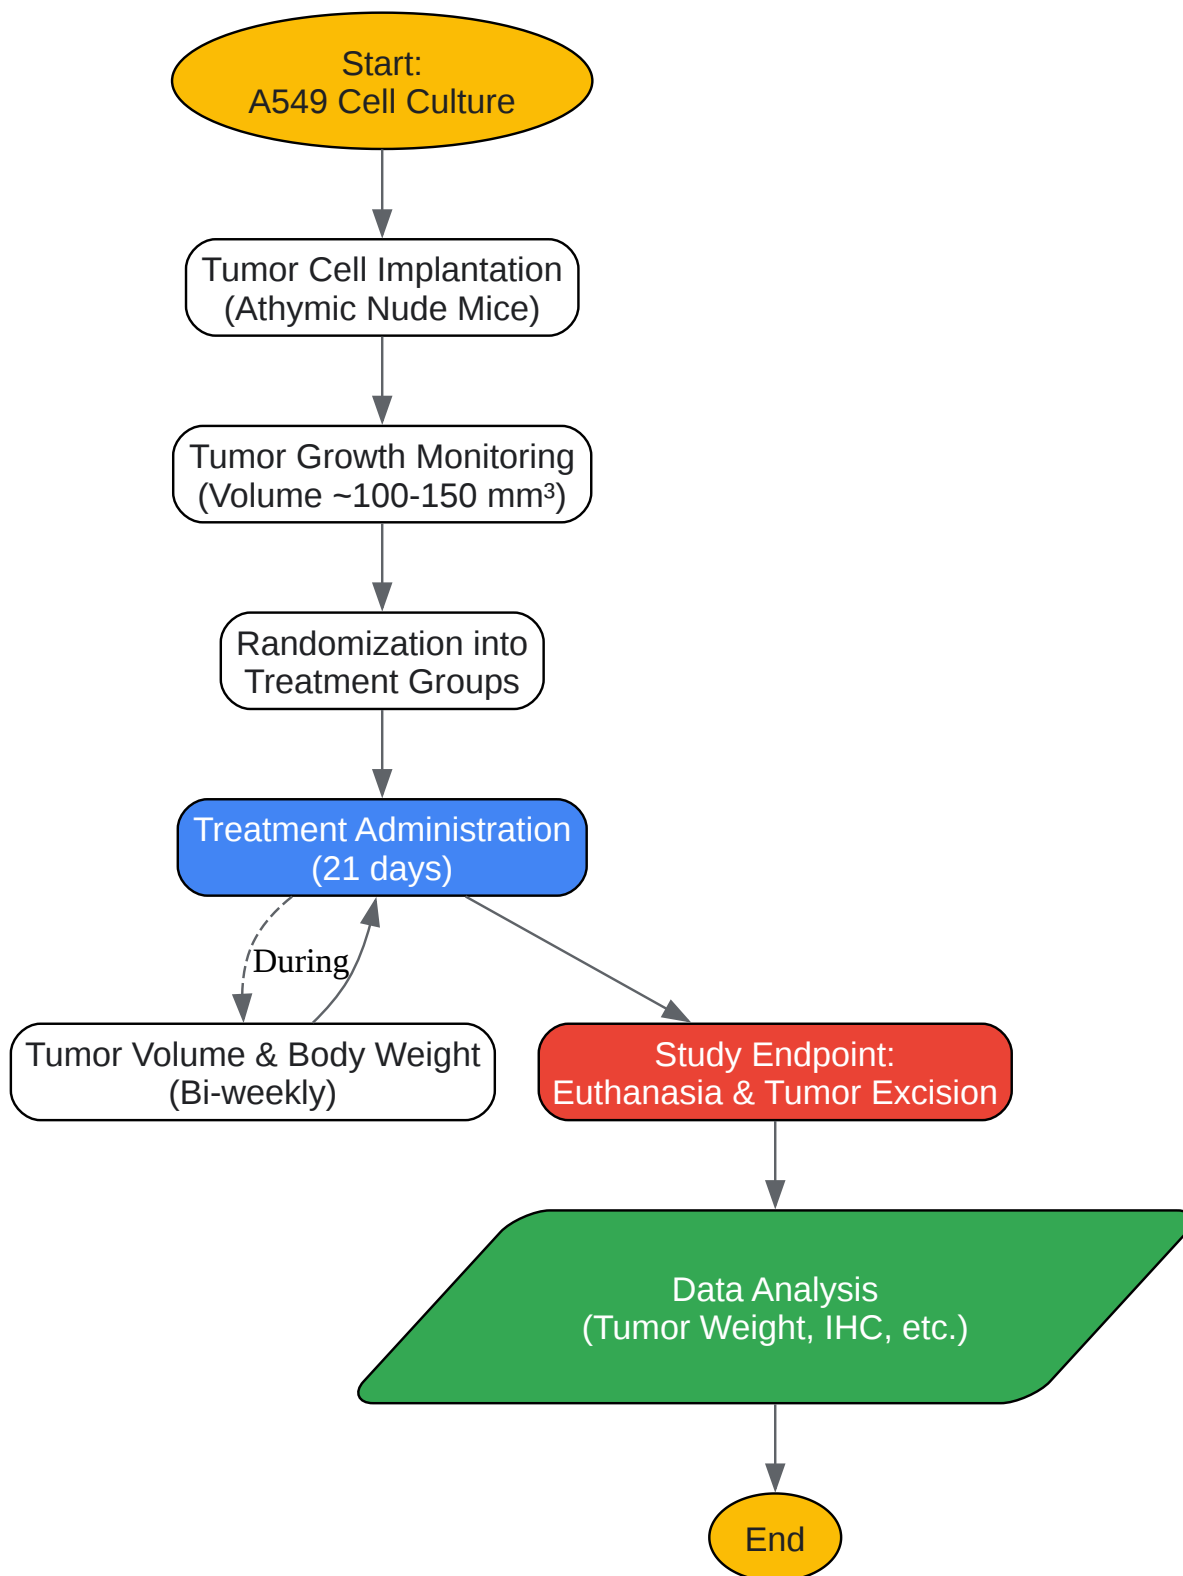 Start:
A549 Cell Culture
Tumor Cell Implantation
(Athymic Nude Mice)
Tumor Growth Monitoring
(Volume ~100-150 mm³)
Randomization into
Treatment Groups
Treatment Administration
(21 days)
During
Tumor Volume & Body Weight
(Bi-weekly)
Study Endpoint:
Euthanasia & Tumor Excision
Data Analysis
(Tumor Weight, IHC, etc.)
End